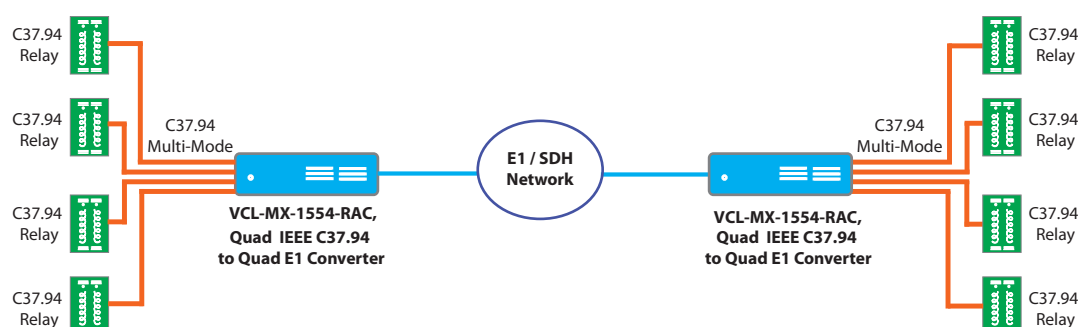 C37.94
Relay
C37.94
Relay
C37.94
Relay
C37.94
Relay
C37.94
Multi-Mode
VCL-MX-1554-RAC,
Quad IEEE C37.94
to Quad E1 Converter
E1 / SDH
Network
C37.94
Multi-Mode
VCL-MX-1554-RAC,
Quad IEEE C37.94
to Quad E1 Converter
C37.94
Relay
C37.94
Relay
C37.94
Relay
C37.94
Relay